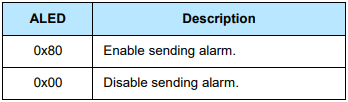 ALED Description
0x80 Enable sending alarm.
0x00 Disable sending alarm.